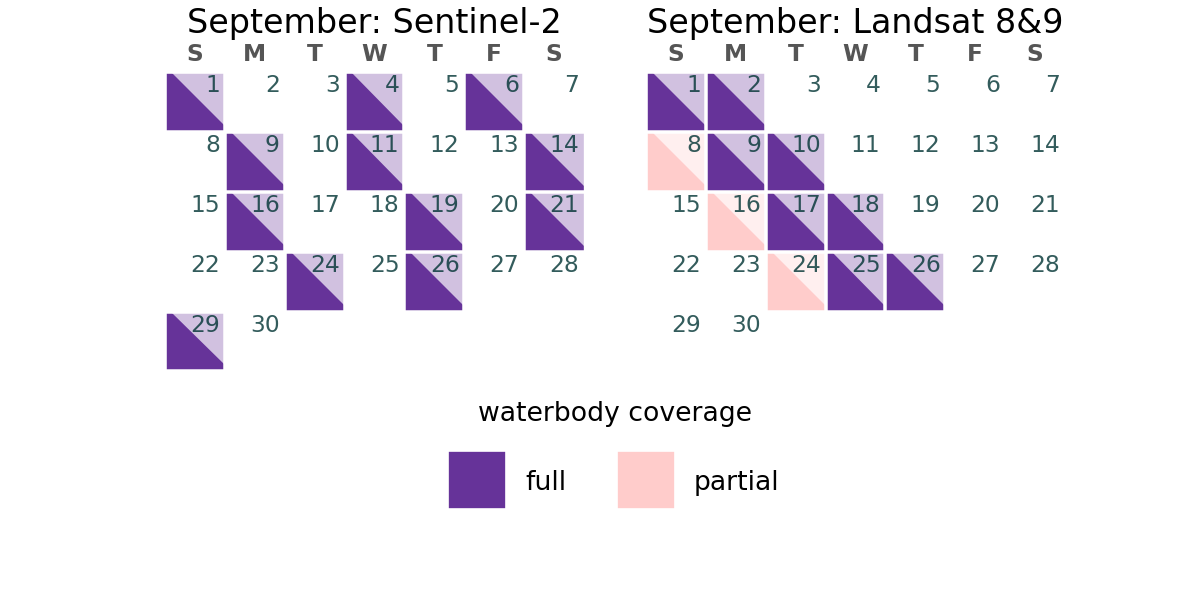 September: Sentinel-2
S M T W T F S
1 2 3 4 5 6 7
8 9 10 11 12 13 14
15 16 17 18 19 20 21
22 23 24 25 26 27 28
29 30
September: Landsat 8&9
S M T W T F S
1 2 3 4 5 6 7
8 9 10 11 12 13 14
15 16 17 18 19 20 21
22 23 24 25 26 27 28
29 30
waterbody coverage
full
partial